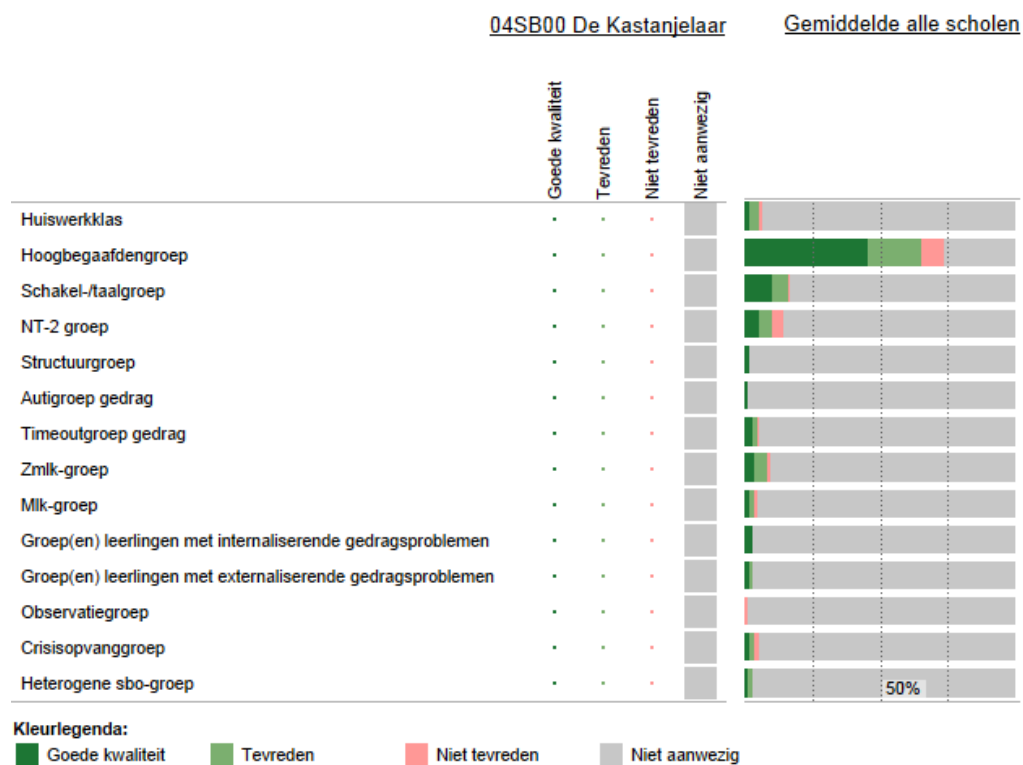 04SB00 De Kastanjelaar
Gemiddelde alle scholen
Goede kwaliteit
Tevreden
Niet tevreden
Niet aanwezig
Huiswerkklas
Hoogbegaafdengroep
Schakel-/taalgroep
NT-2 groep
Structuurgroep
Autigroep gedrag
Timeoutgroep gedrag
Zmlk-groep
Mlk-groep
Groep(en) leerlingen met internaliserende gedragsproblemen
Groep(en) leerlingen met externaliserende gedragsproblemen
Observatiegroep
Crisisopvanggroep
Heterogene sbo-groep
50%
Kleurlegenda:
Goede kwaliteit
Tevreden
Niet tevreden
Niet aanwezig